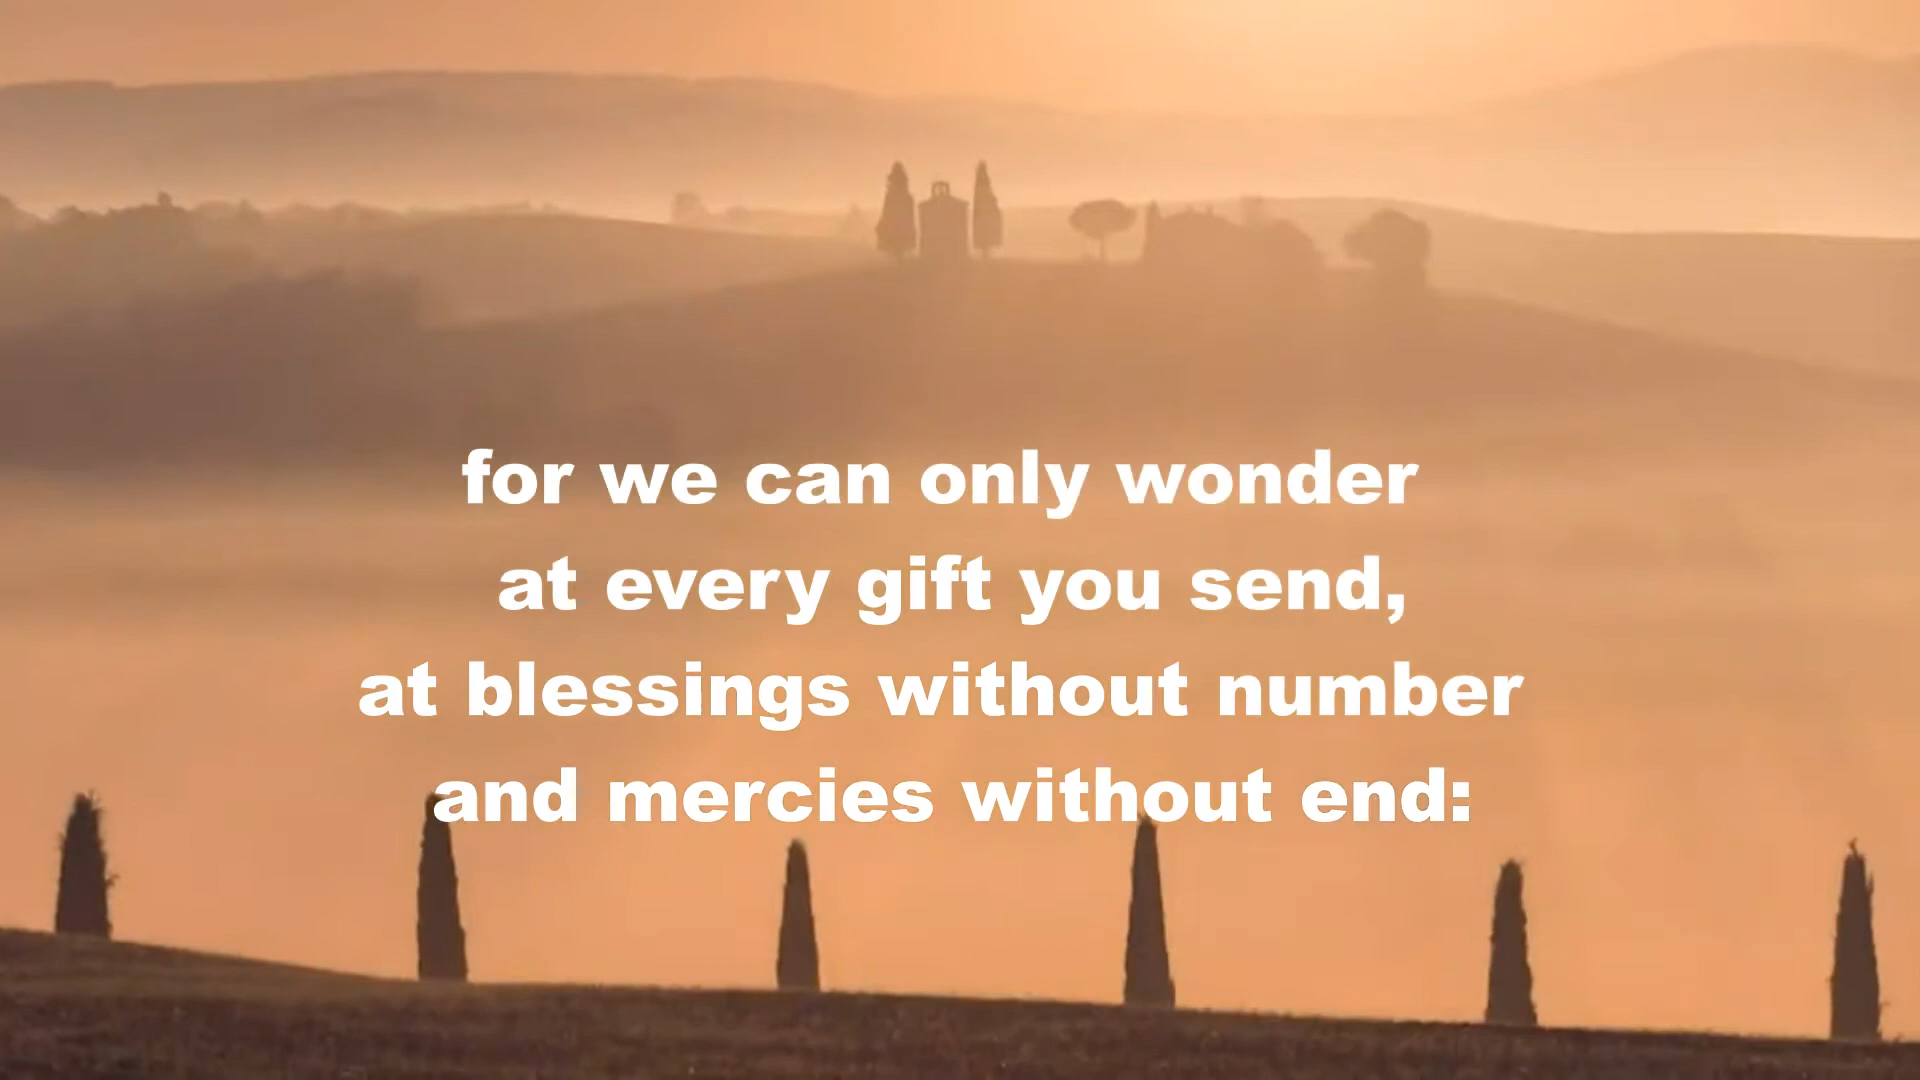 for we can only wonder
at every gift you send,
at blessings without number
and mercies without end: